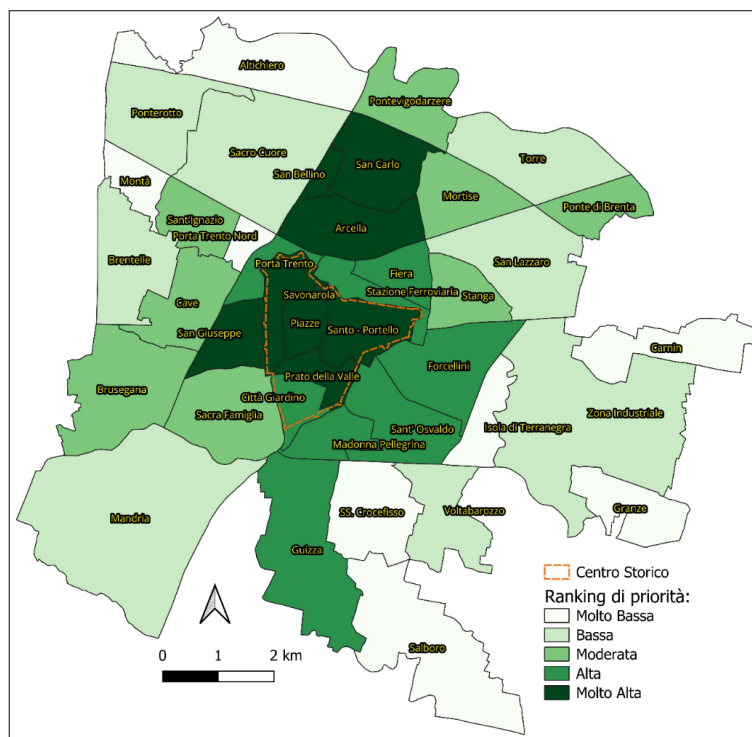 Altichiero
Pontevigodarzere
Ponterotto
Sacro Cuore
San Carlo
Torre
San Bellino
Montà
Mortise
Sant'Ignazio
Ponte di Brenta
Porta Trento Nord
Arcella
Brentelle
Porta Trento
San Lazzaro
Fiera
Savonarola
Stazione Ferroviaria
Stanga
Cave
Piazze
San Giuseppe
Santo - Portello
Carnin
Prato della Valle
Forcellini
Brusegana
Città Giardino
Sacra Famiglia
Zona Industriale
Sant' Osvaldo
Isola di Terranegra
Madonna Pellegrina
Mandria
SS. Crocefisso
Voltabarozzo
Granze
Guizza
Salboro
Centro Storico
Ranking di priorità:
Molto Bassa
Bassa
Moderata
Alta
Molto Alta
0 1 2 km